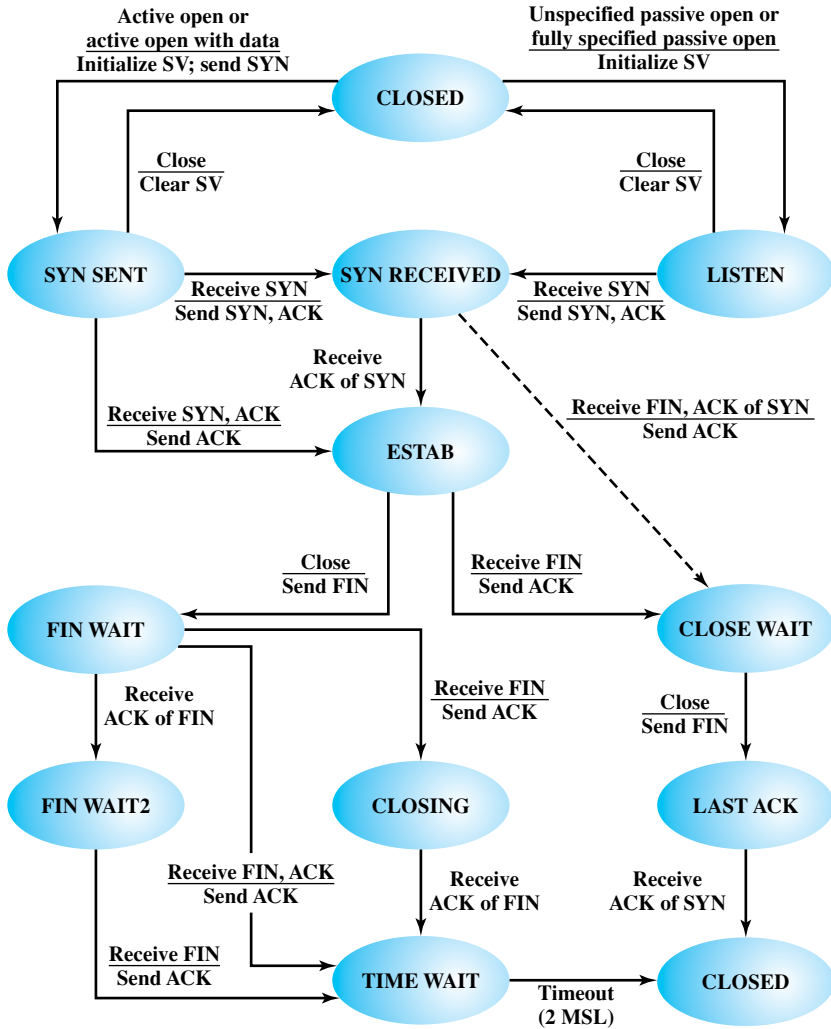 Active open or
active open with data
Initialize SV; send SYN
Unspecified passive open or
fully specified passive open
Initialize SV
CLOSED
Close
Clear SV
Close
Clear SV
SYN SENT
SYN RECEIVED
LISTEN
Receive SYN
Send SYN, ACK
Receive SYN
Send SYN, ACK
Receive
ACK of SYN
Receive SYN, ACK
Send ACK
Receive FIN, ACK of SYN
Send ACK
ESTAB
Close
Send FIN
Receive FIN
Send ACK
FIN WAIT
CLOSE WAIT
Receive
ACK of FIN
Receive FIN
Send ACK
Close
Send FIN
FIN WAIT2
CLOSING
LAST ACK
Receive FIN, ACK
Send ACK
Receive
ACK of FIN
Receive
ACK of SYN
Receive FIN
Send ACK
TIME WAIT
Timeout
(2 MSL)
CLOSED